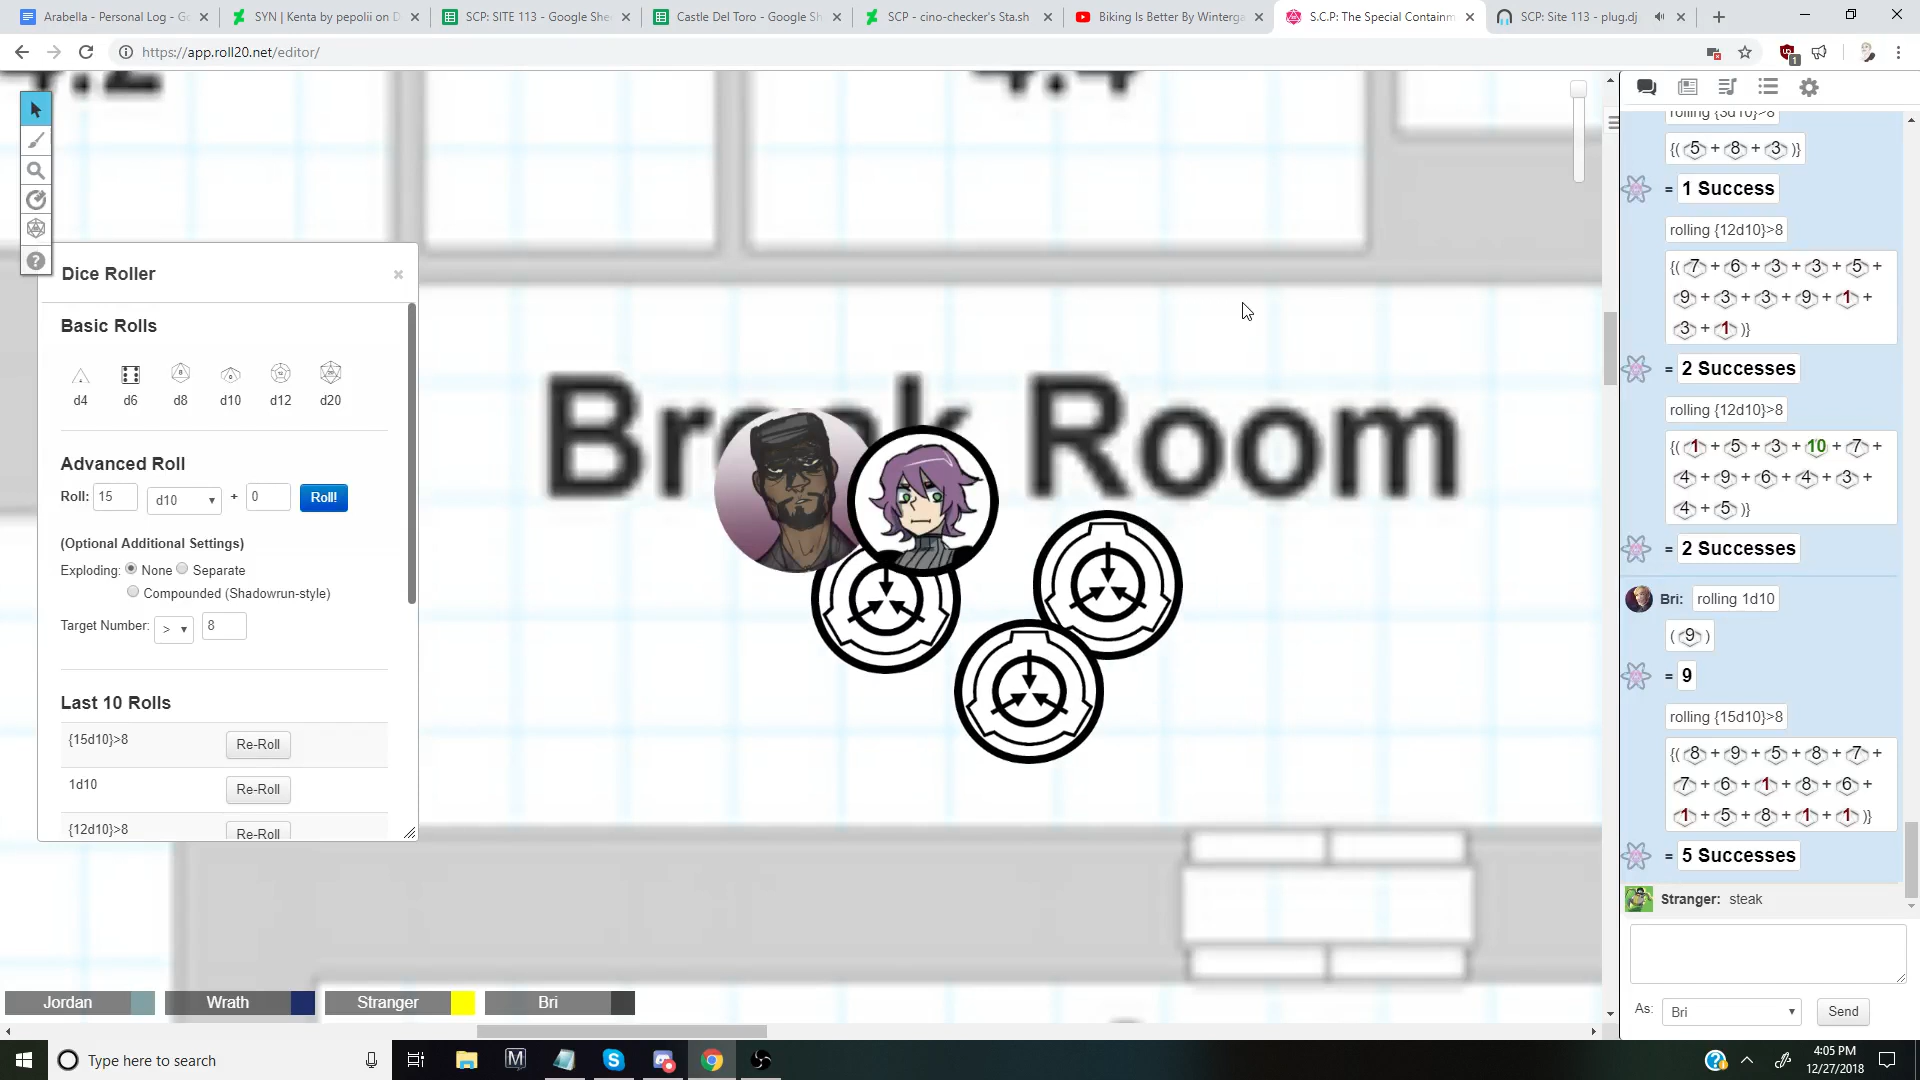 Arabella - Personal Log - Go
SYN | Kenta by pepolii on D
SCP: SITE 113 - Google She
Castle Del Toro - Google Sh
SCP - cino-checker's Sta.sh
Biking Is Better By Winterga
S.C.P: The Special Containm
SCP: Site 113 - plug.dj
https://app.roll20.net/editor/
4.2
4.4
Dice Roller
Basic Rolls
d4 d6 d8 d10 d12 d20
Advanced Roll
Roll: 15 d10 + 0 Roll!
(Optional Additional Settings)
Exploding: None Separate
Compounded (Shadowrun-style)
Target Number: > 8
Last 10 Rolls
{15d10}>8 Re-Roll
1d10 Re-Roll
{12d10}>8 Re-Roll
Break Room
Jordan Wrath Stranger Bri
rolling {3d10}>8
{( 5 + 8 + 3 )}
= 1 Success
rolling {12d10}>8
{( 7 + 6 + 3 + 3 + 5 +
9 + 3 + 3 + 9 + 1 +
3 + 1 )}
= 2 Successes
rolling {12d10}>8
{( 1 + 5 + 3 + 10 + 7 +
4 + 9 + 6 + 4 + 3 +
4 + 5 )}
= 2 Successes
Bri: rolling 1d10
( 9 )
= 9
rolling {15d10}>8
{( 8 + 9 + 5 + 8 + 7 +
7 + 6 + 1 + 8 + 6 +
1 + 5 + 8 + 1 + 1 )}
= 5 Successes
Stranger: steak
As: Bri Send
Type here to search
4:05 PM
12/27/2018